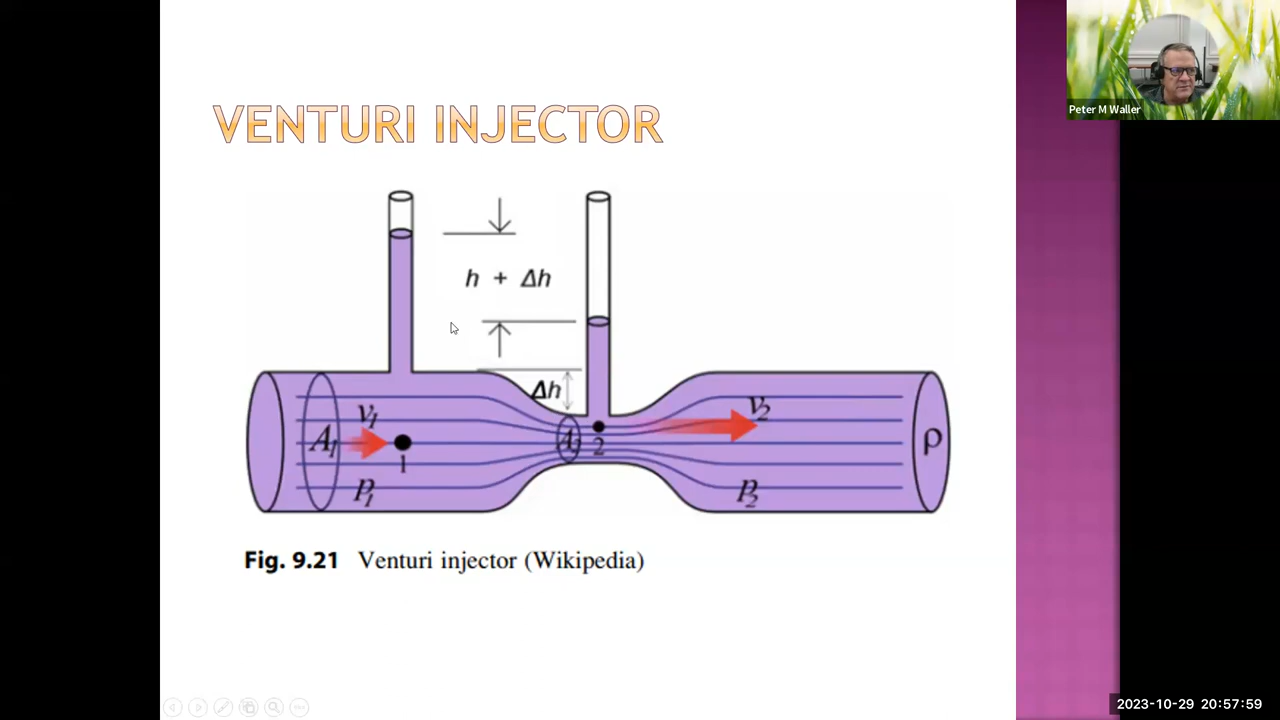 VENTURI INJECTOR
Peter M Waller
h + Δh
Δh
v₁
v₂
A₁
1
A₂
2
ρ
p₁
p₂
Fig. 9.21 Venturi injector (Wikipedia)
2023-10-29 20:57:59